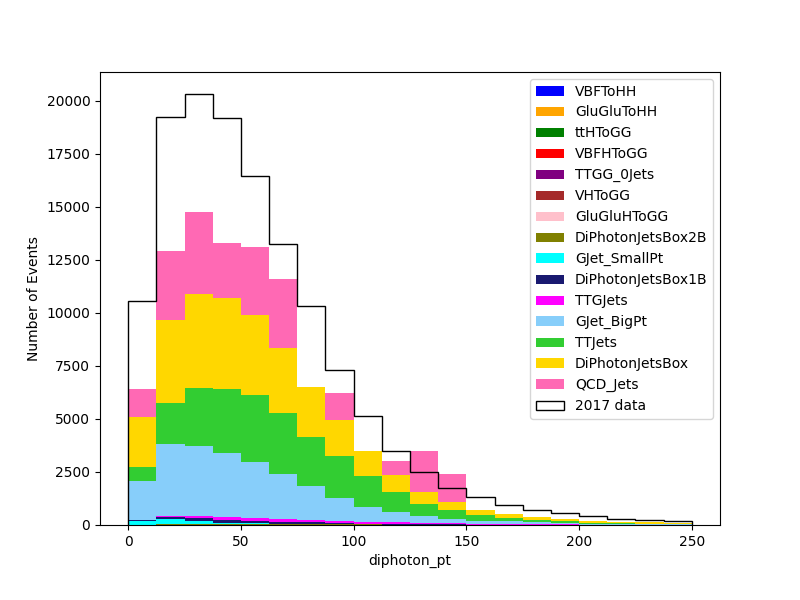 20000
17500
15000
12500
10000
7500
5000
2500
0
Number of Events
0
50
100
150
200
250
diphoton_pt
VBFToHH
GluGluToHH
ttHToGG
VBFHToGG
TTGG_0Jets
VHToGG
GluGluHToGG
DiPhotonJetsBox2B
GJet_SmallPt
DiPhotonJetsBox1B
TTGJets
GJet_BigPt
TTJets
DiPhotonJetsBox
QCD_Jets
2017 data